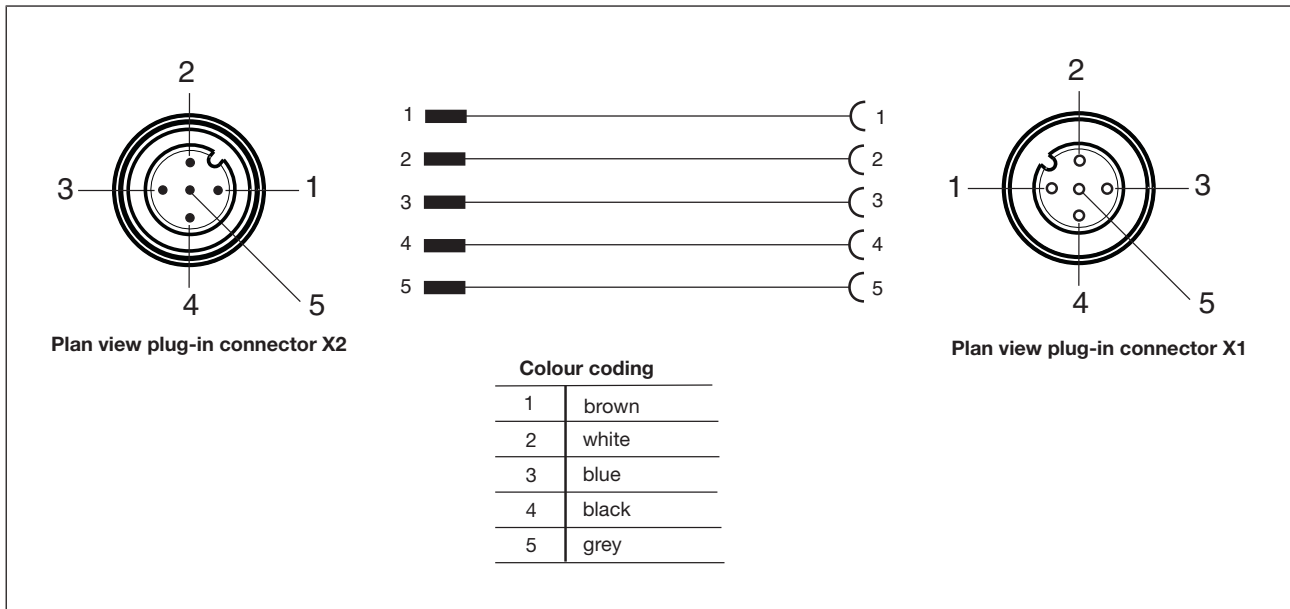 2
3 1
4 5
Plan view plug-in connector X2
1 1
2 2
3 3
4 4
5 5
2
1 3
4 5
Plan view plug-in connector X1
Colour coding
1 brown
2 white
3 blue
4 black
5 grey